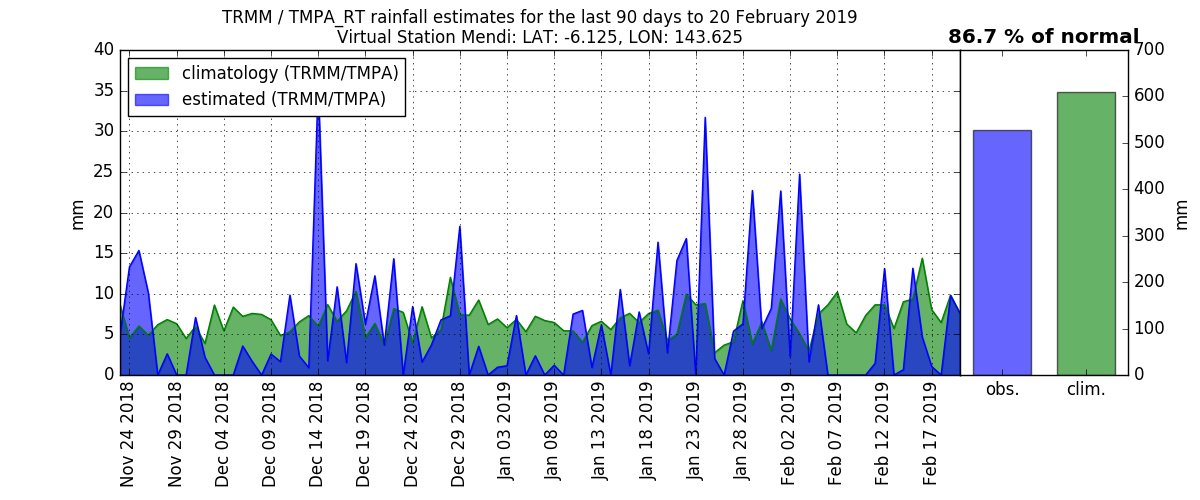 TRMM / TMPA_RT rainfall estimates for the last 90 days to 20 February 2019
Virtual Station Mendi: LAT: -6.125, LON: 143.625
86.7 % of normal
climatology (TRMM/TMPA)
estimated (TRMM/TMPA)
mm
40
35
30
25
20
15
10
5
0
Nov 24 2018
Nov 29 2018
Dec 04 2018
Dec 09 2018
Dec 14 2018
Dec 19 2018
Dec 24 2018
Dec 29 2018
Jan 03 2019
Jan 08 2019
Jan 13 2019
Jan 18 2019
Jan 23 2019
Jan 28 2019
Feb 02 2019
Feb 07 2019
Feb 12 2019
Feb 17 2019
obs.
clim.
700
600
500
400
300
200
100
0
mm